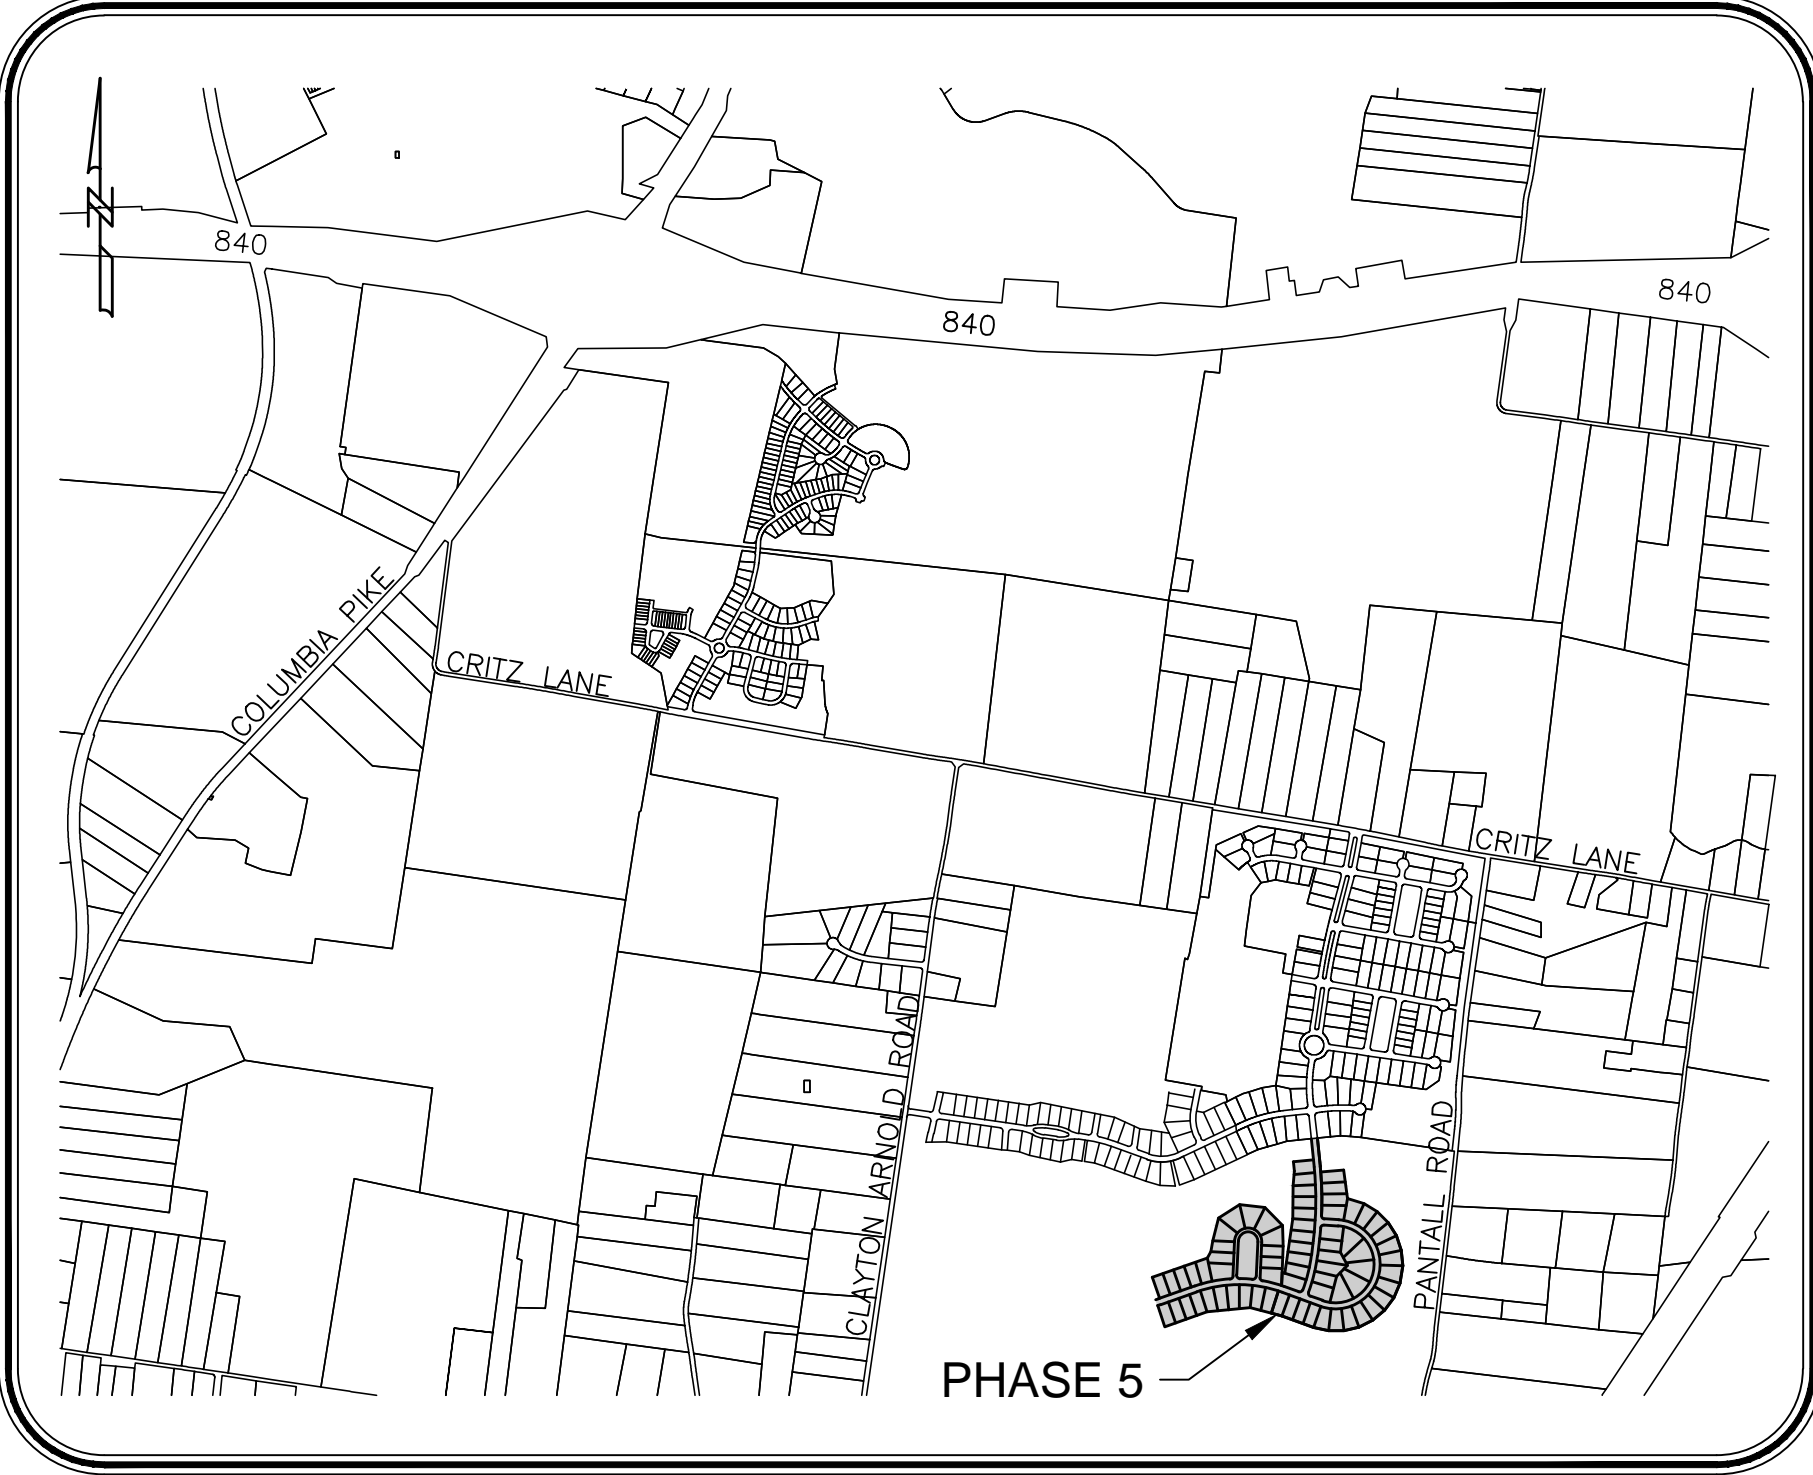 N
840
840
840
COLUMBIA PIKE
CRITZ LANE
CRITZ LANE
CLAYTON ARNOLD ROAD
PANTALL ROAD
PHASE 5